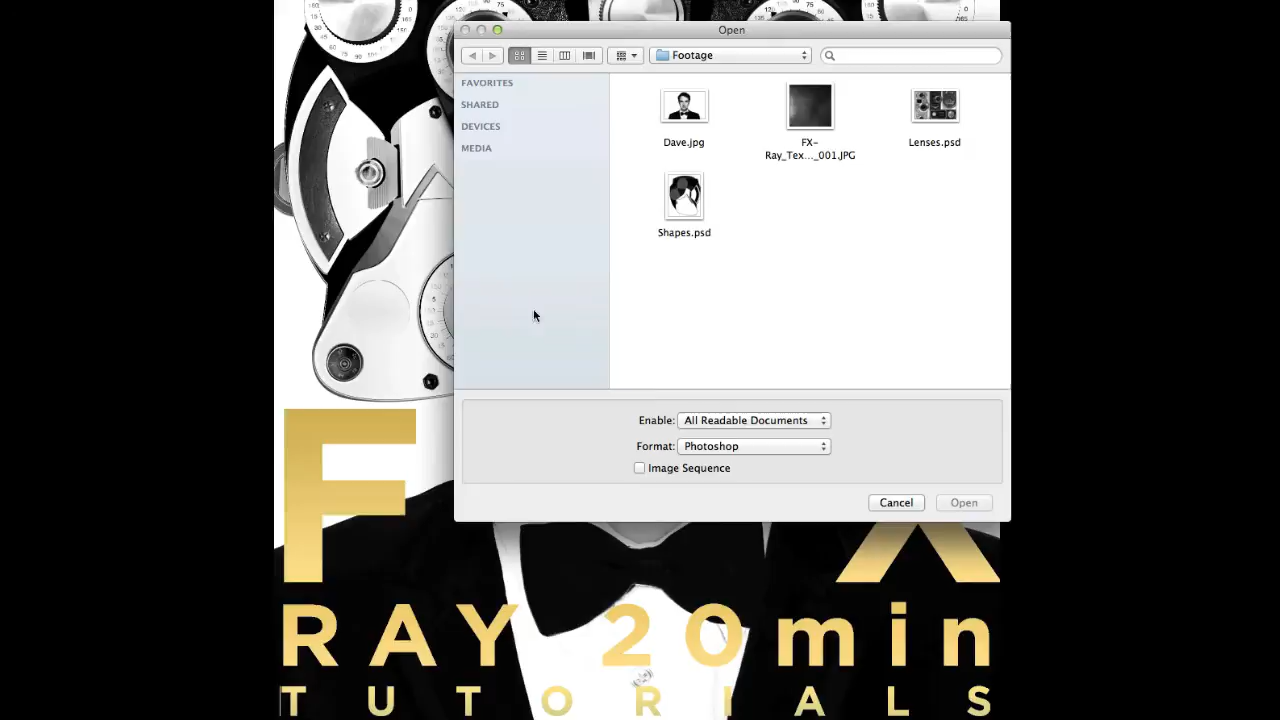 Open
Footage
FAVORITES
SHARED
DEVICES
MEDIA
Dave.jpg
FX-
Ray_Tex..._001.JPG
Lenses.psd
Shapes.psd
Enable: All Readable Documents
Format: Photoshop
Image Sequence
Cancel
Open
F X
RAY 20min
TUTORIALS